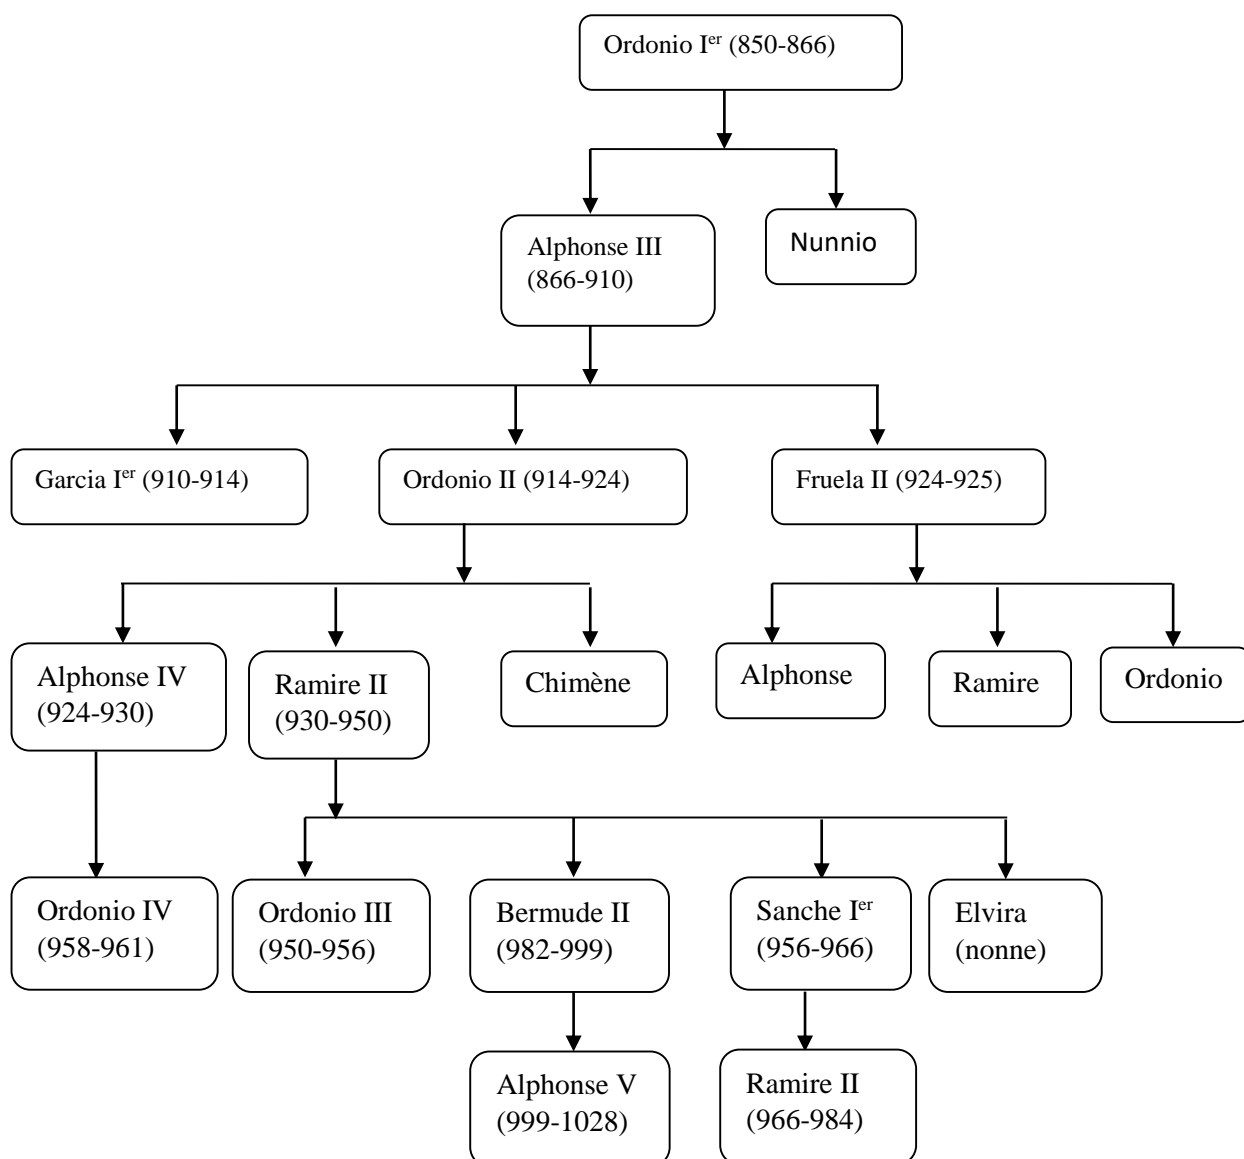 Ordonio Ier (850-866)
Alphonse III
(866-910)
Nunnio
Garcia Ier (910-914)
Ordonio II (914-924)
Fruela II (924-925)
Alphonse IV
(924-930)
Ramire II
(930-950)
Chimène
Alphonse
Ramire
Ordonio
Ordonio IV
(958-961)
Ordonio III
(950-956)
Bermude II
(982-999)
Sanche Ier
(956-966)
Elvira
(nonne)
Alphonse V
(999-1028)
Ramire II
(966-984)